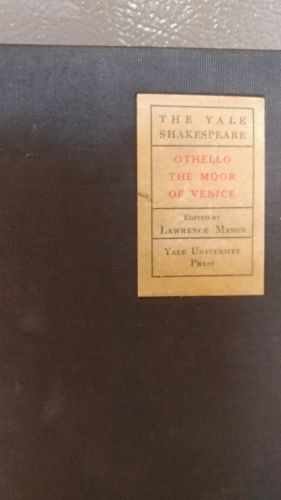 THE YALE
SHAKESPEARE
OTHELLO
THE MOOR
OF VENICE
EDITED BY
LAWRENCE MASON
YALE UNIVERSITY
PRESS